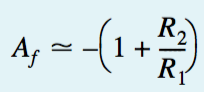 A_f ≃ −(1 + R_2/R_1)